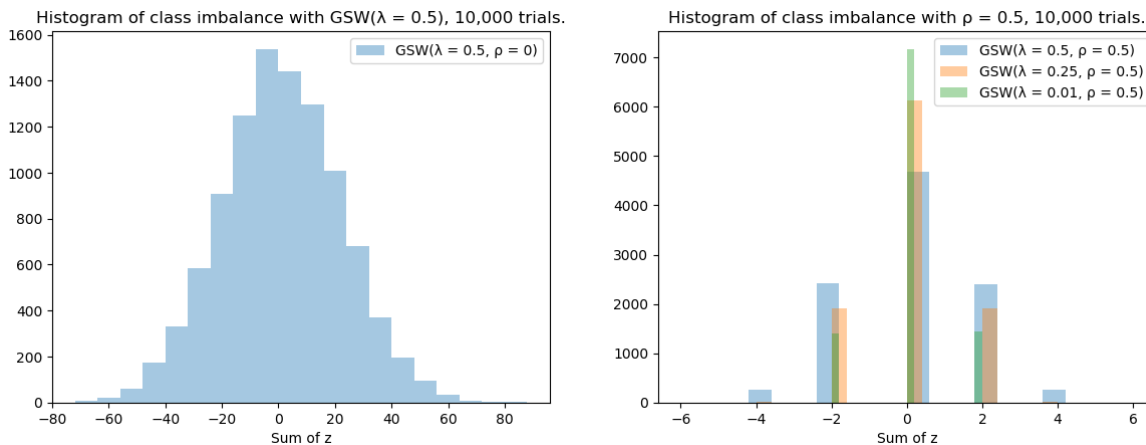 Histogram of class imbalance with GSW(λ = 0.5), 10,000 trials.
1600
1400
1200
1000
800
600
400
200
0
GSW(λ = 0.5, ρ = 0)
−80 −60 −40 −20 0 20 40 60 80
Sum of z
Histogram of class imbalance with ρ = 0.5, 10,000 trials.
7000
6000
5000
4000
3000
2000
1000
0
GSW(λ = 0.5, ρ = 0.5)
GSW(λ = 0.25, ρ = 0.5)
GSW(λ = 0.01, ρ = 0.5)
−6 −4 −2 0 2 4 6
Sum of z